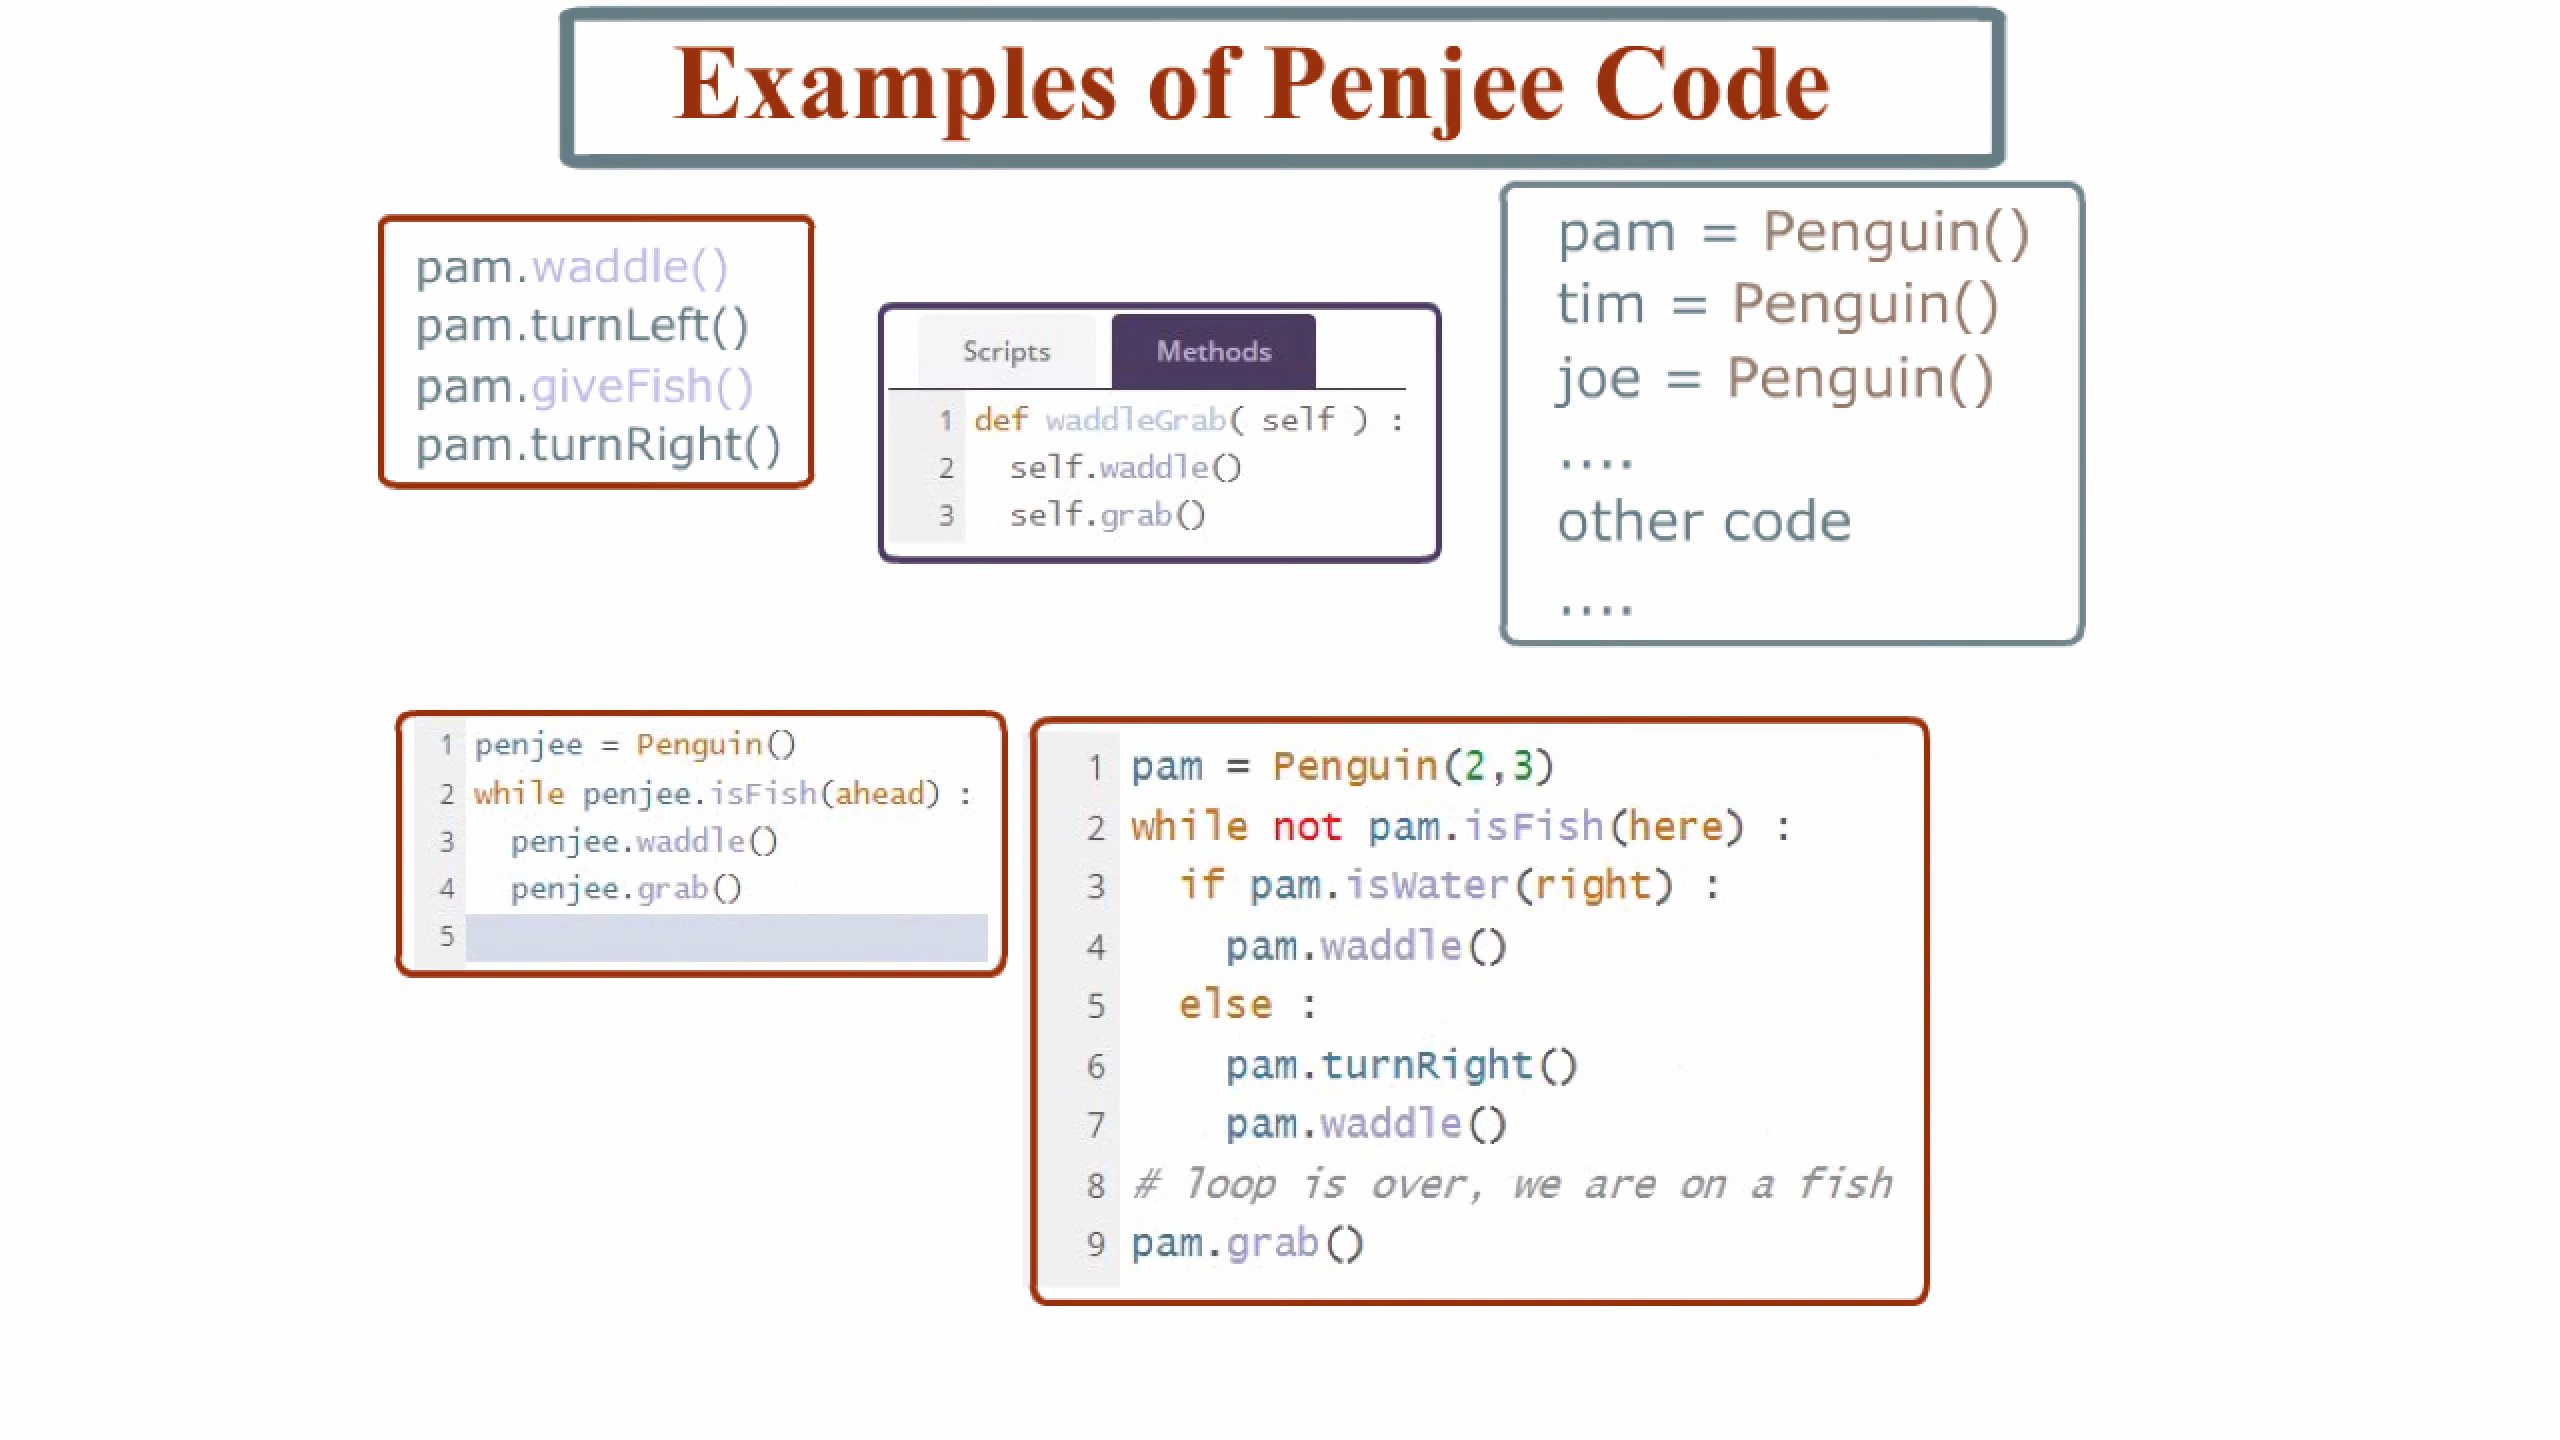 Examples of Penjee Code
pam.waddle()
pam.turnLeft()
pam.giveFish()
pam.turnRight()
Scripts Methods
1 def waddleGrab( self ) :
2 self.waddle()
3 self.grab()
pam = Penguin()
tim = Penguin()
joe = Penguin()
....
other code
....
1 penjee = Penguin()
2 while penjee.isFish(ahead) :
3 penjee.waddle()
4 penjee.grab()
5
1 pam = Penguin(2,3)
2 while not pam.isFish(here) :
3 if pam.isWater(right) :
4 pam.waddle()
5 else :
6 pam.turnRight()
7 pam.waddle()
8 # loop is over, we are on a fish
9 pam.grab()